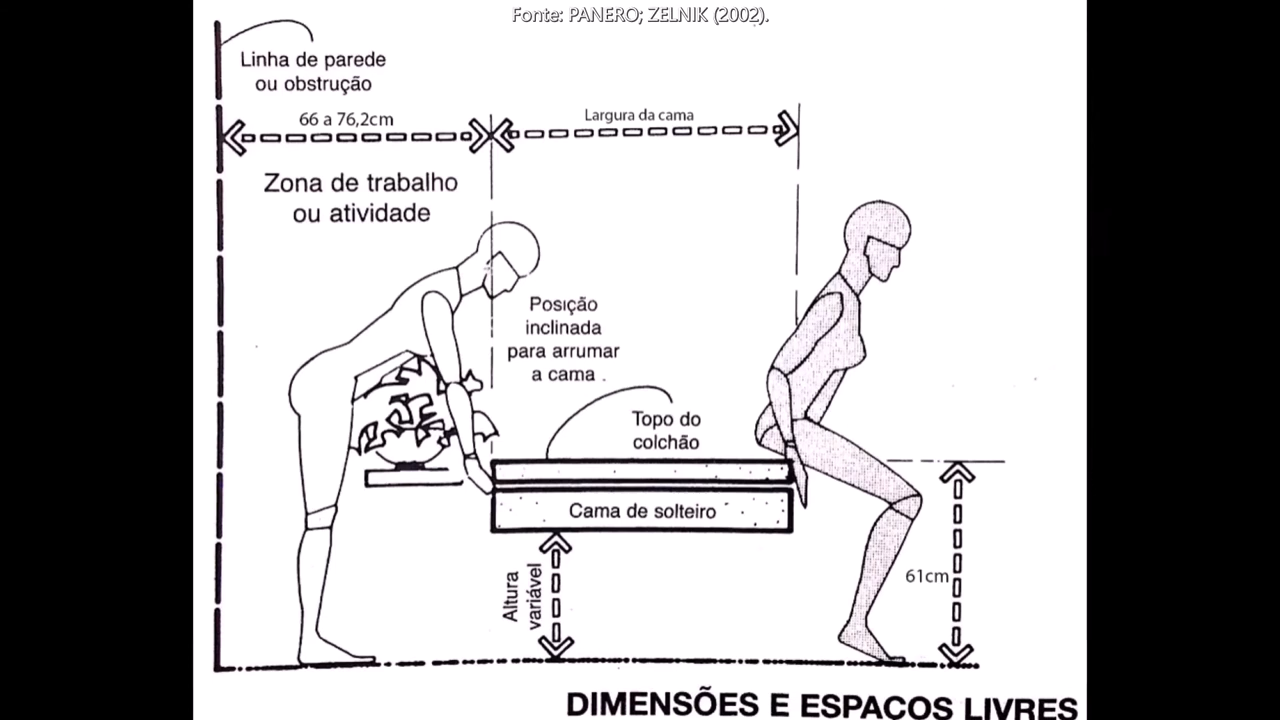 Fonte: PANERO; ZELNIK (2002).
Linha de parede
ou obstrução
66 a 76,2cm
Largura da cama
Zona de trabalho
ou atividade
Posição
inclinada
para arrumar
a cama
Topo do
colchão
Cama de solteiro
Altura
variável
61cm
DIMENSÕES E ESPAÇOS LIVRES